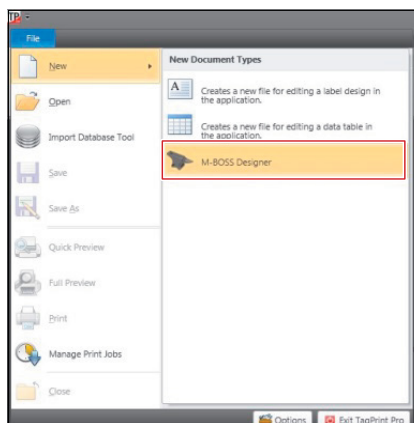 TP
File
New
Open
Import Database Tool
Save
Save As
Quick Preview
Full Preview
Print
Manage Print Jobs
Close
New Document Types
Creates a new file for editing a label design in
the application.
Creates a new file for editing a data table in
the application.
M-BOSS Designer
Options
Exit TagPrint Pro